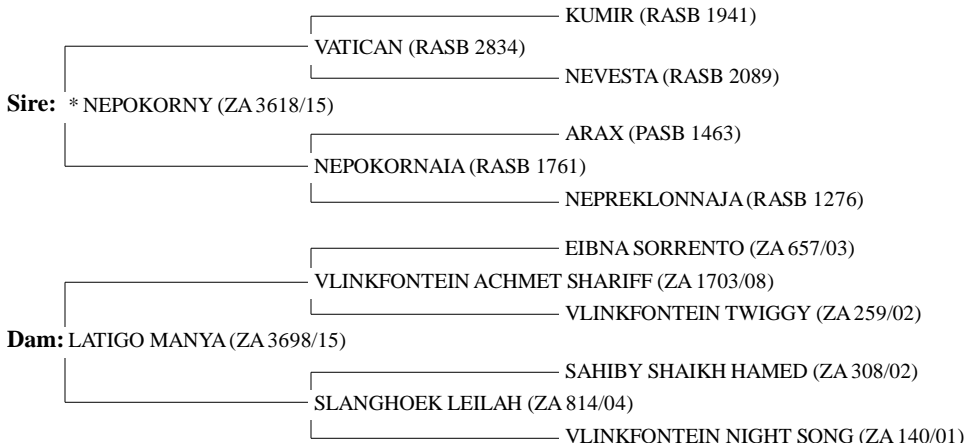 KUMIR (RASB 1941)
VATICAN (RASB 2834)
NEVESTA (RASB 2089)
Sire: * NEPOKORNY (ZA 3618/15)
ARAX (PASB 1463)
NEPOKORNAIA (RASB 1761)
NEPREKLONNAJA (RASB 1276)
EIBNA SORRENTO (ZA 657/03)
VLINKFONTEIN ACHMET SHARIFF (ZA 1703/08)
VLINKFONTEIN TWIGGY (ZA 259/02)
Dam: LATIGO MANYA (ZA 3698/15)
SAHIBY SHAIKH HAMED (ZA 308/02)
SLANGHOEK LEILAH (ZA 814/04)
VLINKFONTEIN NIGHT SONG (ZA 140/01)